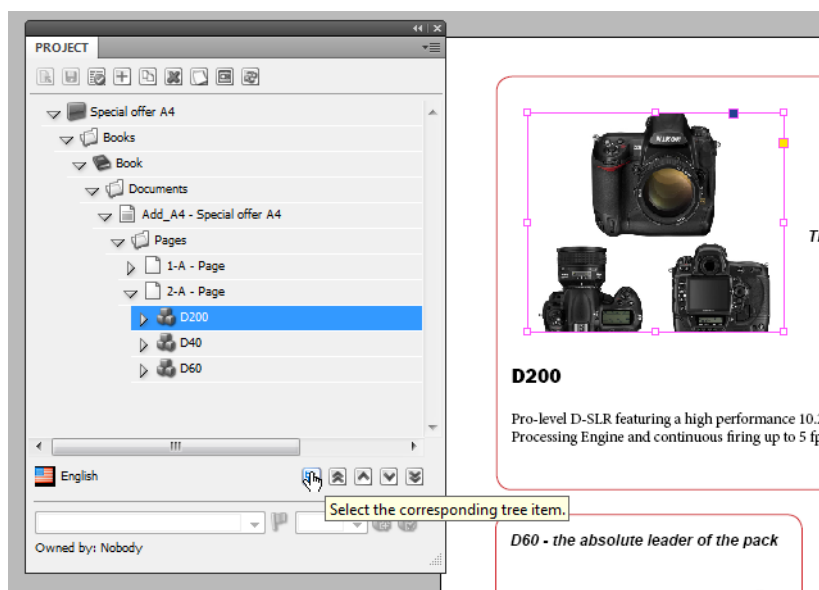 PROJECT
Special offer A4
Books
Book
Documents
Add_A4 - Special offer A4
Pages
1-A - Page
2-A - Page
D200
D40
D60
English
Select the corresponding tree item.
Owned by: Nobody
D200
Pro-level D-SLR featuring a high performance 10.
Processing Engine and continuous firing up to 5 fp
D60 - the absolute leader of the pack